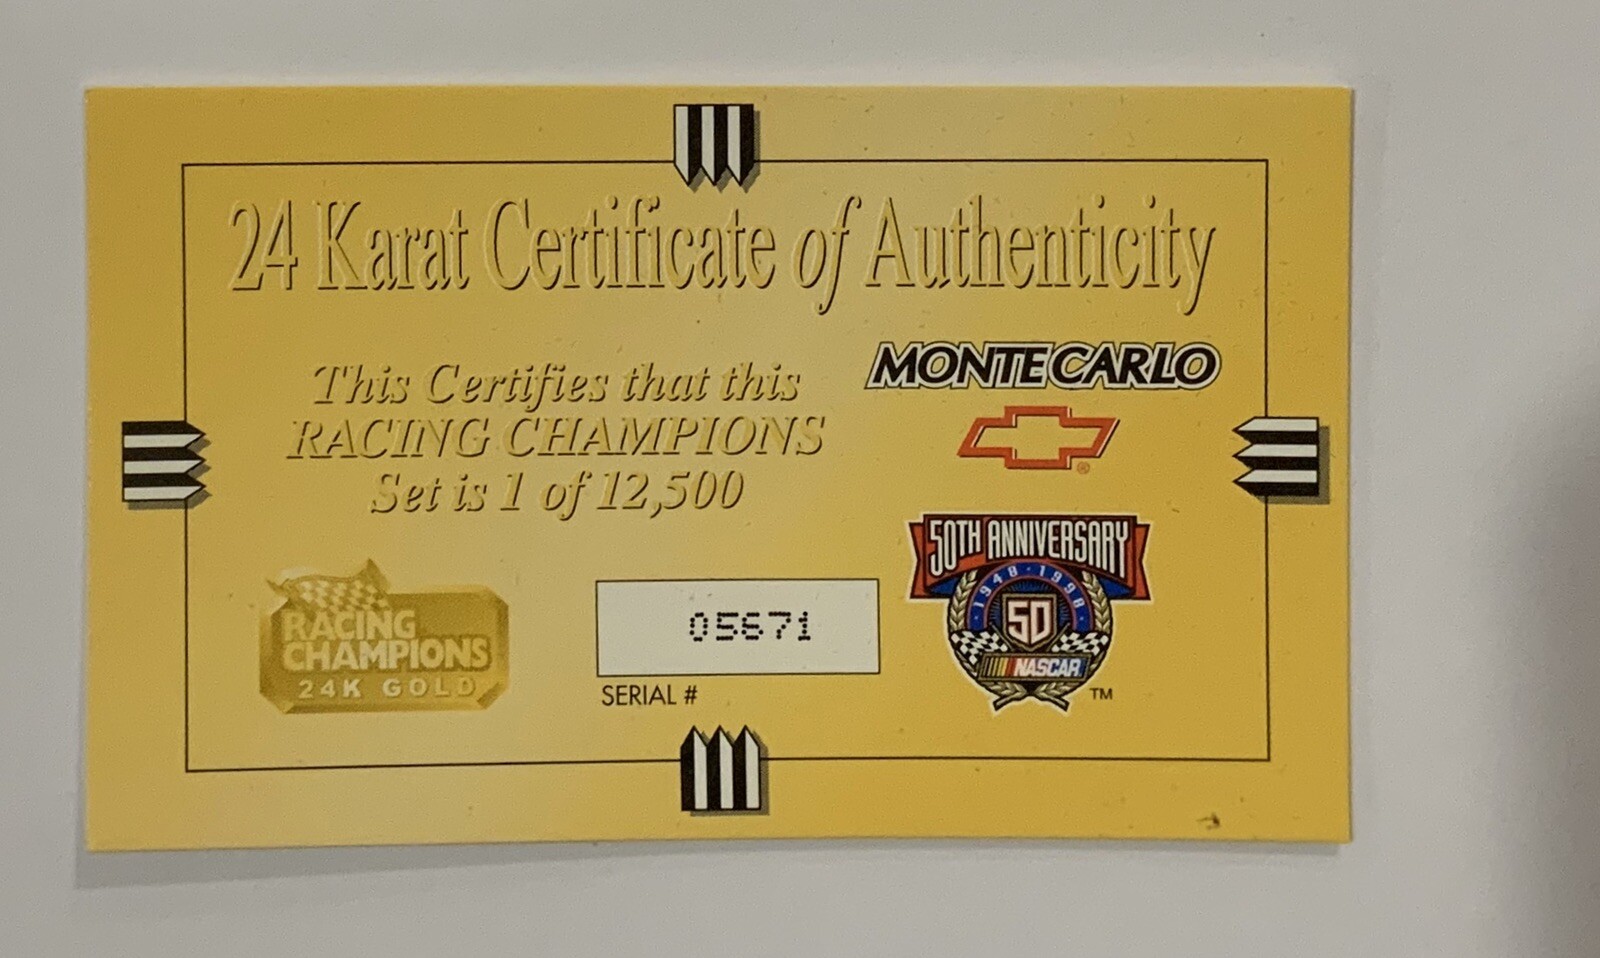 24 Karat Certificate of Authenticity
This Certifies that this
RACING CHAMPIONS
Set is 1 of 12,500
MONTE CARLO
®
50TH ANNIVERSARY
1948 · 1998
50
NASCAR
TM
RACING
CHAMPIONS
24K GOLD
05671
SERIAL #